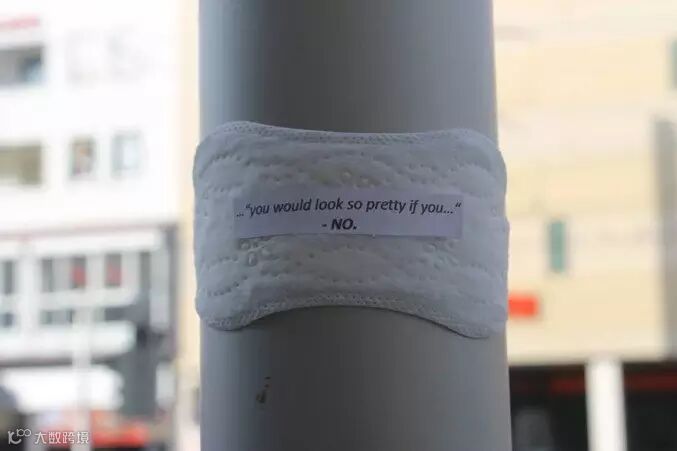 ..."you would look so pretty if you..."
- NO.
大数跨境